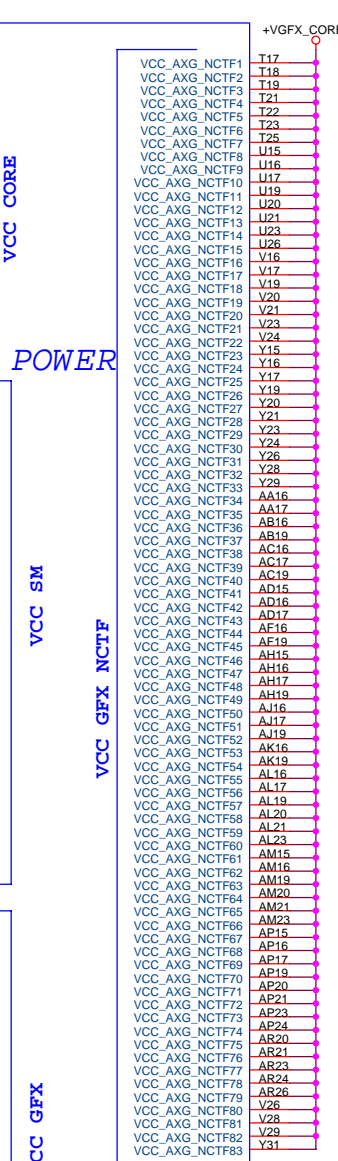 +VGFX_CORE
VCC_AXG_NCTF1 T17
VCC_AXG_NCTF2 T18
VCC_AXG_NCTF3 T19
VCC_AXG_NCTF4 T21
VCC_AXG_NCTF5 T22
VCC_AXG_NCTF6 T23
VCC_AXG_NCTF7 T25
VCC_AXG_NCTF8 U15
VCC_AXG_NCTF9 U16
VCC_AXG_NCTF10 U17
VCC_AXG_NCTF11 U19
VCC_AXG_NCTF12 U20
VCC_AXG_NCTF13 U21
VCC_AXG_NCTF14 U23
VCC_AXG_NCTF15 U26
VCC_AXG_NCTF16 V16
VCC_AXG_NCTF17 V17
VCC_AXG_NCTF18 V19
VCC_AXG_NCTF19 V20
VCC_AXG_NCTF20 V21
VCC_AXG_NCTF21 V23
VCC_AXG_NCTF22 V24
VCC_AXG_NCTF23 Y15
VCC_AXG_NCTF24 Y16
VCC_AXG_NCTF25 Y17
VCC_AXG_NCTF26 Y19
VCC_AXG_NCTF27 Y20
VCC_AXG_NCTF28 Y21
VCC_AXG_NCTF29 Y23
VCC_AXG_NCTF30 Y24
VCC_AXG_NCTF31 Y26
VCC_AXG_NCTF32 Y28
VCC_AXG_NCTF33 Y29
VCC_AXG_NCTF34 AA16
VCC_AXG_NCTF35 AA17
VCC_AXG_NCTF36 AB16
VCC_AXG_NCTF37 AB19
VCC_AXG_NCTF38 AC16
VCC_AXG_NCTF39 AC17
VCC_AXG_NCTF40 AC19
VCC_AXG_NCTF41 AD15
VCC_AXG_NCTF42 AD16
VCC_AXG_NCTF43 AD17
VCC_AXG_NCTF44 AF16
VCC_AXG_NCTF45 AF19
VCC_AXG_NCTF46 AH15
VCC_AXG_NCTF47 AH16
VCC_AXG_NCTF48 AH17
VCC_AXG_NCTF49 AH19
VCC_AXG_NCTF50 AJ16
VCC_AXG_NCTF51 AJ17
VCC_AXG_NCTF52 AJ19
VCC_AXG_NCTF53 AK16
VCC_AXG_NCTF54 AK19
VCC_AXG_NCTF55 AL16
VCC_AXG_NCTF56 AL17
VCC_AXG_NCTF57 AL19
VCC_AXG_NCTF58 AL20
VCC_AXG_NCTF59 AL21
VCC_AXG_NCTF60 AL23
VCC_AXG_NCTF61 AM15
VCC_AXG_NCTF62 AM16
VCC_AXG_NCTF63 AM19
VCC_AXG_NCTF64 AM20
VCC_AXG_NCTF65 AM21
VCC_AXG_NCTF66 AM23
VCC_AXG_NCTF67 AP15
VCC_AXG_NCTF68 AP16
VCC_AXG_NCTF69 AP17
VCC_AXG_NCTF70 AP19
VCC_AXG_NCTF71 AP20
VCC_AXG_NCTF72 AP21
VCC_AXG_NCTF73 AP23
VCC_AXG_NCTF74 AP24
VCC_AXG_NCTF75 AR20
VCC_AXG_NCTF76 AR21
VCC_AXG_NCTF77 AR23
VCC_AXG_NCTF78 AR24
VCC_AXG_NCTF79 AR26
VCC_AXG_NCTF80 V26
VCC_AXG_NCTF81 V28
VCC_AXG_NCTF82 V29
VCC_AXG_NCTF83 Y31
VCC CORE
POWER
VCC SM
VCC GFX NCTF
CC GFX